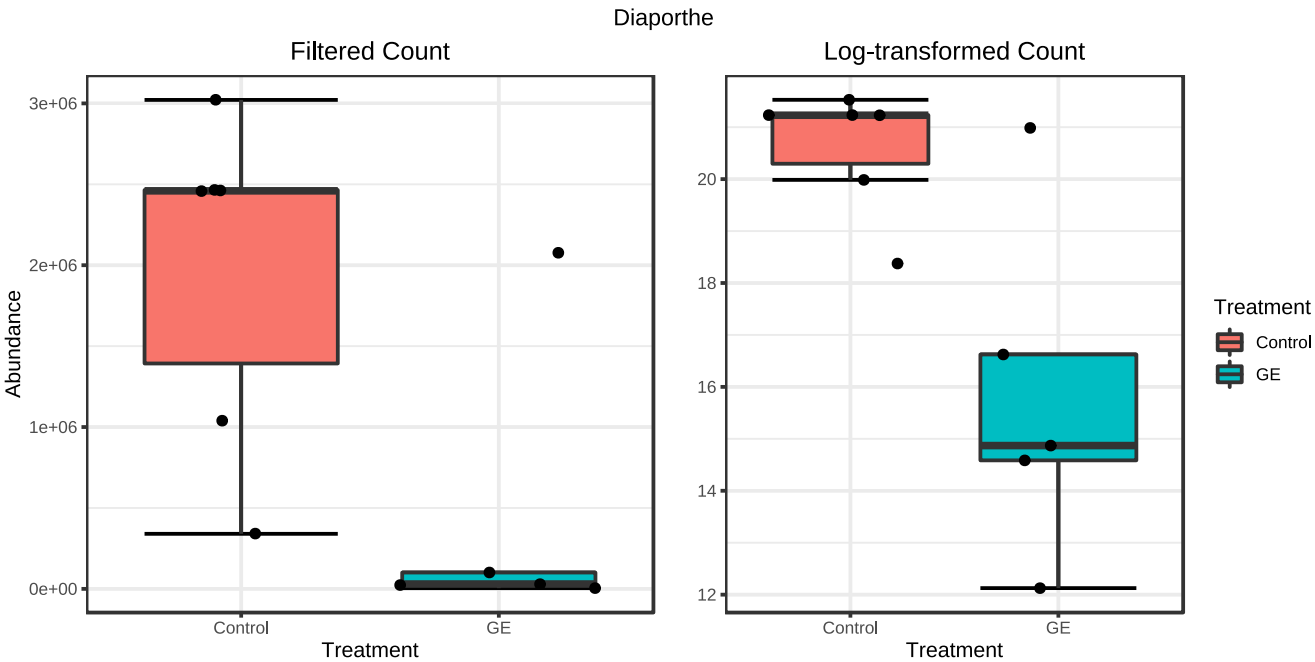 Diaporthe
Filtered Count
Log-transformed Count
Abundance
3e+06
2e+06
1e+06
0e+00
Control
GE
Treatment
20
18
16
14
12
Control
GE
Treatment
Treatment
Control
GE